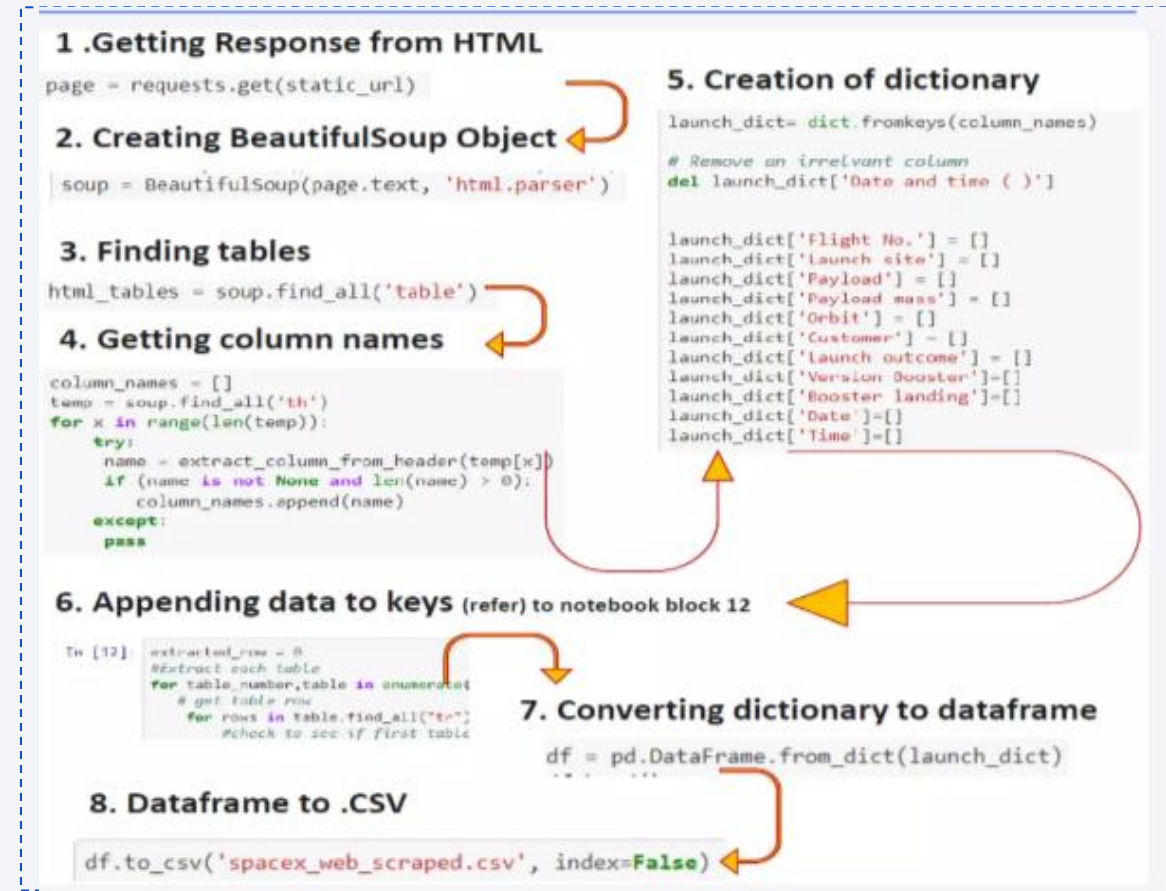 1 .Getting Response from HTML
page = requests.get(static_url)
2. Creating BeautifulSoup Object
soup = BeautifulSoup(page.text, 'html.parser')
3. Finding tables
html_tables = soup.find_all('table')
4. Getting column names
column_names = []
temp = soup.find_all('th')
for x in range(len(temp)):
try:
name = extract_column_from_header(temp[x])
if (name is not None and len(name) > 0):
column_names.append(name)
except:
pass
5. Creation of dictionary
launch_dict= dict.fromkeys(column_names)
# Remove an irrelvant column
del launch_dict['Date and time ( )']
launch_dict['Flight No.'] = []
launch_dict['Launch site'] = []
launch_dict['Payload'] = []
launch_dict['Payload mass'] = []
launch_dict['Orbit'] = []
launch_dict['Customer'] = []
launch_dict['Launch outcome'] = []
launch_dict['Version Booster']=[]
launch_dict['Booster landing']=[]
launch_dict['Date']=[]
launch_dict['Time']=[]
6. Appending data to keys (refer) to notebook block 12
In [12]: extracted_row = 0
#Extract each table
for table_number,table in enumerate(
# get table row
for rows in table.find_all("tr")
#check to see if first table
7. Converting dictionary to dataframe
df = pd.DataFrame.from_dict(launch_dict)
8. Dataframe to .CSV
df.to_csv('spacex_web_scraped.csv', index=False)